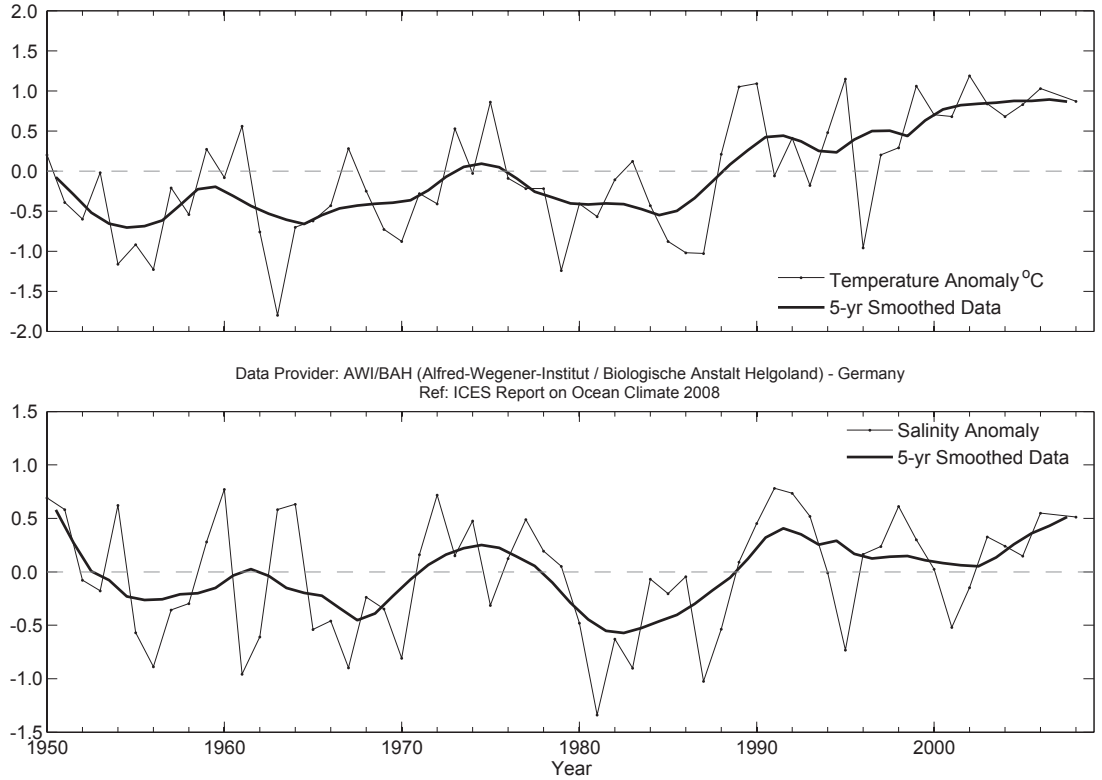 2.0
1.5
1.0
0.5
0.0
-0.5
-1.0
-1.5
-2.0
Temperature Anomaly °C
5-yr Smoothed Data
Data Provider: AWI/BAH (Alfred-Wegener-Institut / Biologische Anstalt Helgoland) - Germany
Ref: ICES Report on Ocean Climate 2008
1.5
1.0
0.5
0.0
-0.5
-1.0
-1.5
Salinity Anomaly
5-yr Smoothed Data
1950 1960 1970 1980 1990 2000
Year